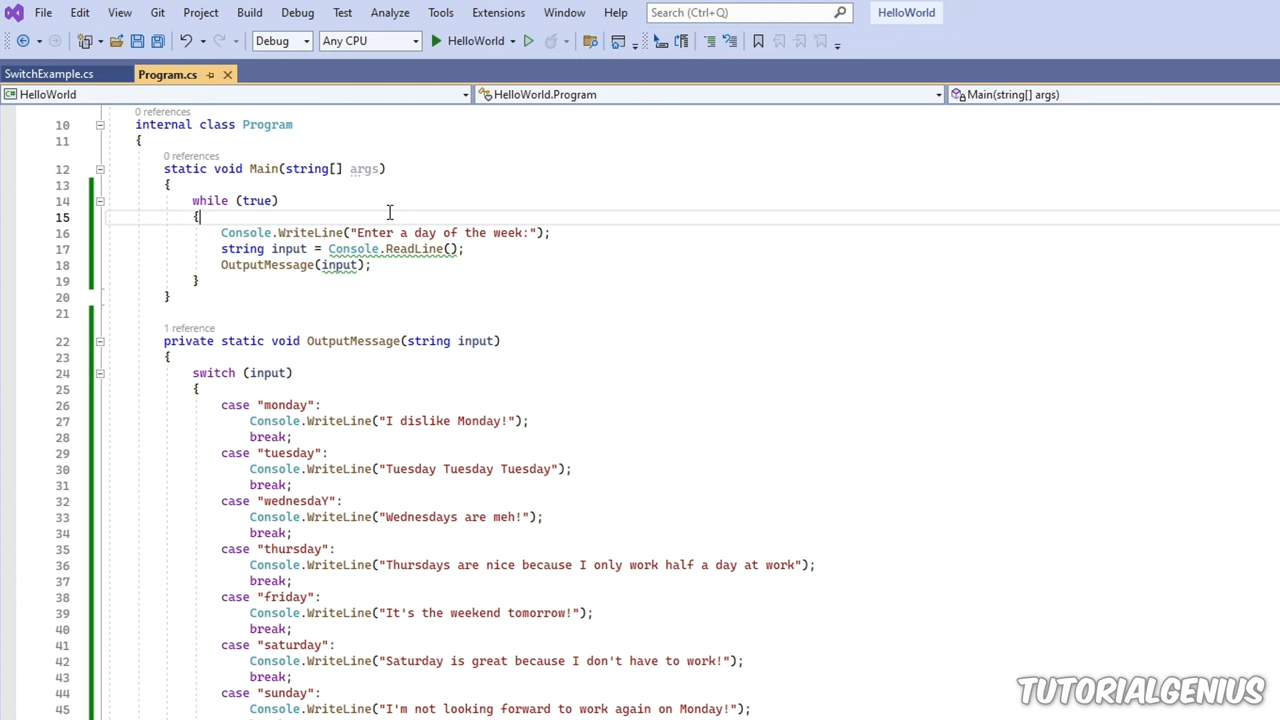 File Edit View Git Project Build Debug Test Analyze Tools Extensions Window Help Search (Ctrl+Q) HelloWorld
Debug Any CPU HelloWorld
SwitchExample.cs Program.cs
HelloWorld HelloWorld.Program Main(string[] args)
0 references
10 internal class Program
11 {
0 references
12 static void Main(string[] args)
13 {
14 while (true)
15 {
16 Console.WriteLine("Enter a day of the week:");
17 string input = Console.ReadLine();
18 OutputMessage(input);
19 }
20 }
21
1 reference
22 private static void OutputMessage(string input)
23 {
24 switch (input)
25 {
26 case "monday":
27 Console.WriteLine("I dislike Monday!");
28 break;
29 case "tuesday":
30 Console.WriteLine("Tuesday Tuesday Tuesday");
31 break;
32 case "wednesdaY":
33 Console.WriteLine("Wednesdays are meh!");
34 break;
35 case "thursday":
36 Console.WriteLine("Thursdays are nice because I only work half a day at work");
37 break;
38 case "friday":
39 Console.WriteLine("It's the weekend tomorrow!");
40 break;
41 case "saturday":
42 Console.WriteLine("Saturday is great because I don't have to work!");
43 break;
44 case "sunday":
45 Console.WriteLine("I'm not looking forward to work again on Monday!");
TUTORIALGENIUS